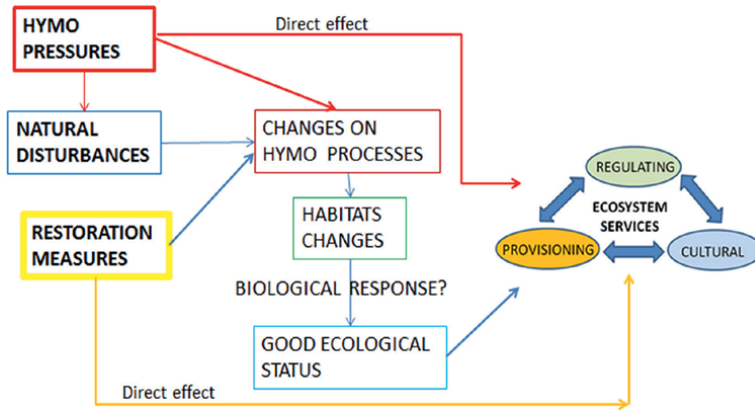 HYMO
PRESSURES
Direct effect
NATURAL
DISTURBANCES
CHANGES ON
HYMO PROCESSES
RESTORATION
MEASURES
HABITATS
CHANGES
BIOLOGICAL RESPONSE?
GOOD ECOLOGICAL
STATUS
Direct effect
REGULATING
ECOSYSTEM
SERVICES
PROVISIONING
CULTURAL